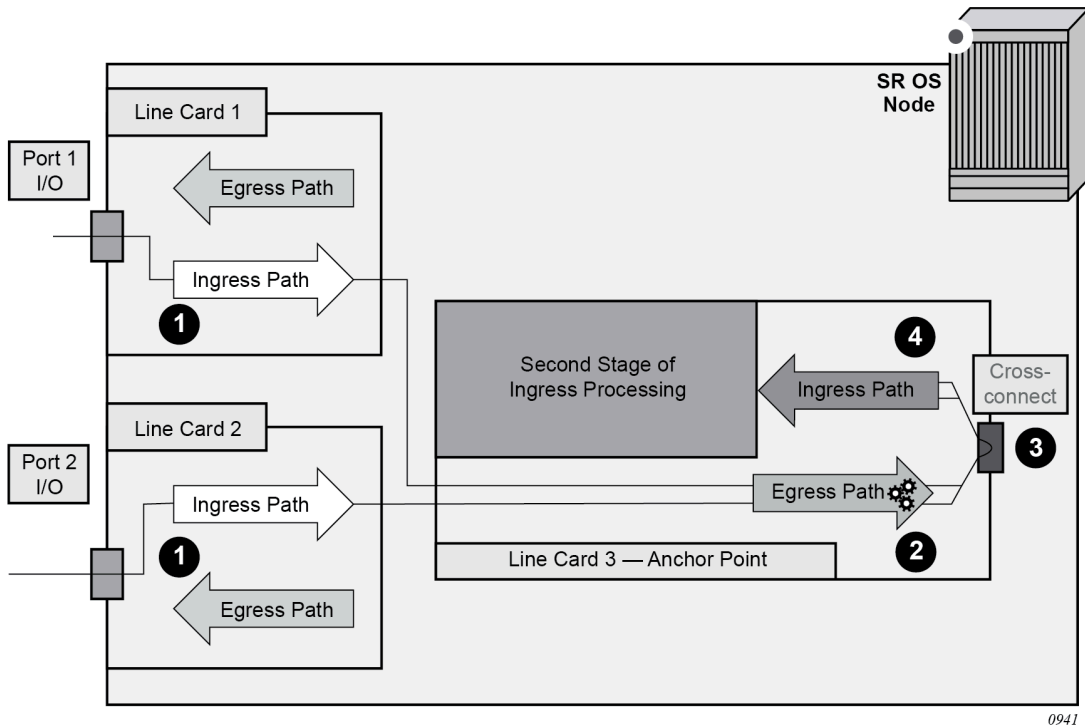 SR OS
Node
Line Card 1
Port 1
I/O
Egress Path
Ingress Path
1
Second Stage of
Ingress Processing
4
Ingress Path
Cross-
connect
3
Line Card 2
Port 2
I/O
Ingress Path
1
Egress Path
Egress Path
2
Line Card 3 — Anchor Point
0941